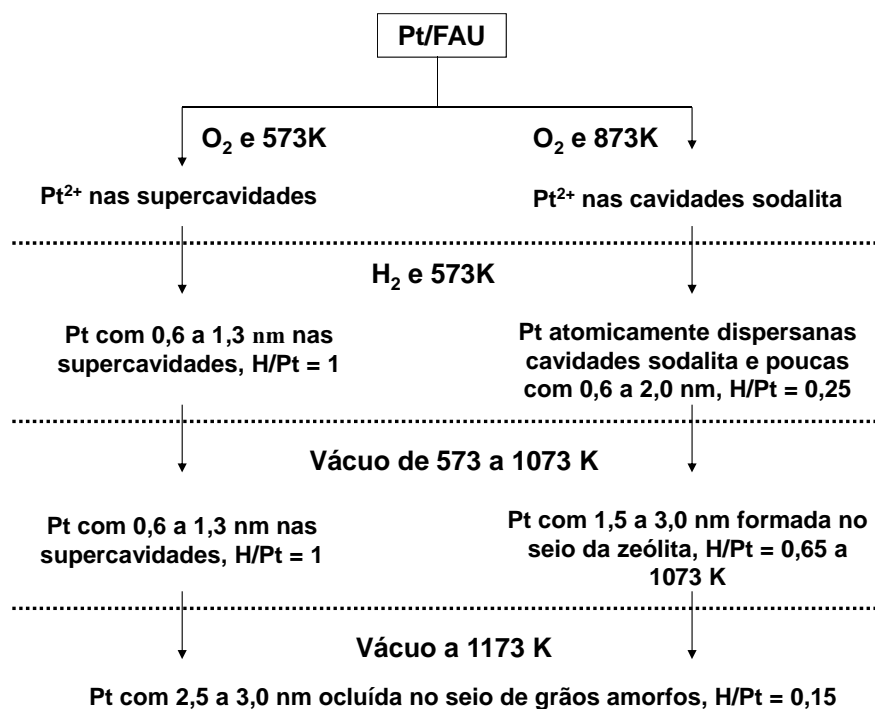 Pt/FAU
O₂ e 573K
O₂ e 873K
Pt²⁺ nas supercavidades
Pt²⁺ nas cavidades sodalita
H₂ e 573K
Pt com 0,6 a 1,3 nm nas
supercavidades, H/Pt = 1
Pt atomicamente dispersanas
cavidades sodalita e poucas
com 0,6 a 2,0 nm, H/Pt = 0,25
Vácuo de 573 a 1073 K
Pt com 0,6 a 1,3 nm nas
supercavidades, H/Pt = 1
Pt com 1,5 a 3,0 nm formada no
seio da zeólita, H/Pt = 0,65 a
1073 K
Vácuo a 1173 K
Pt com 2,5 a 3,0 nm ocluída no seio de grãos amorfos, H/Pt = 0,15